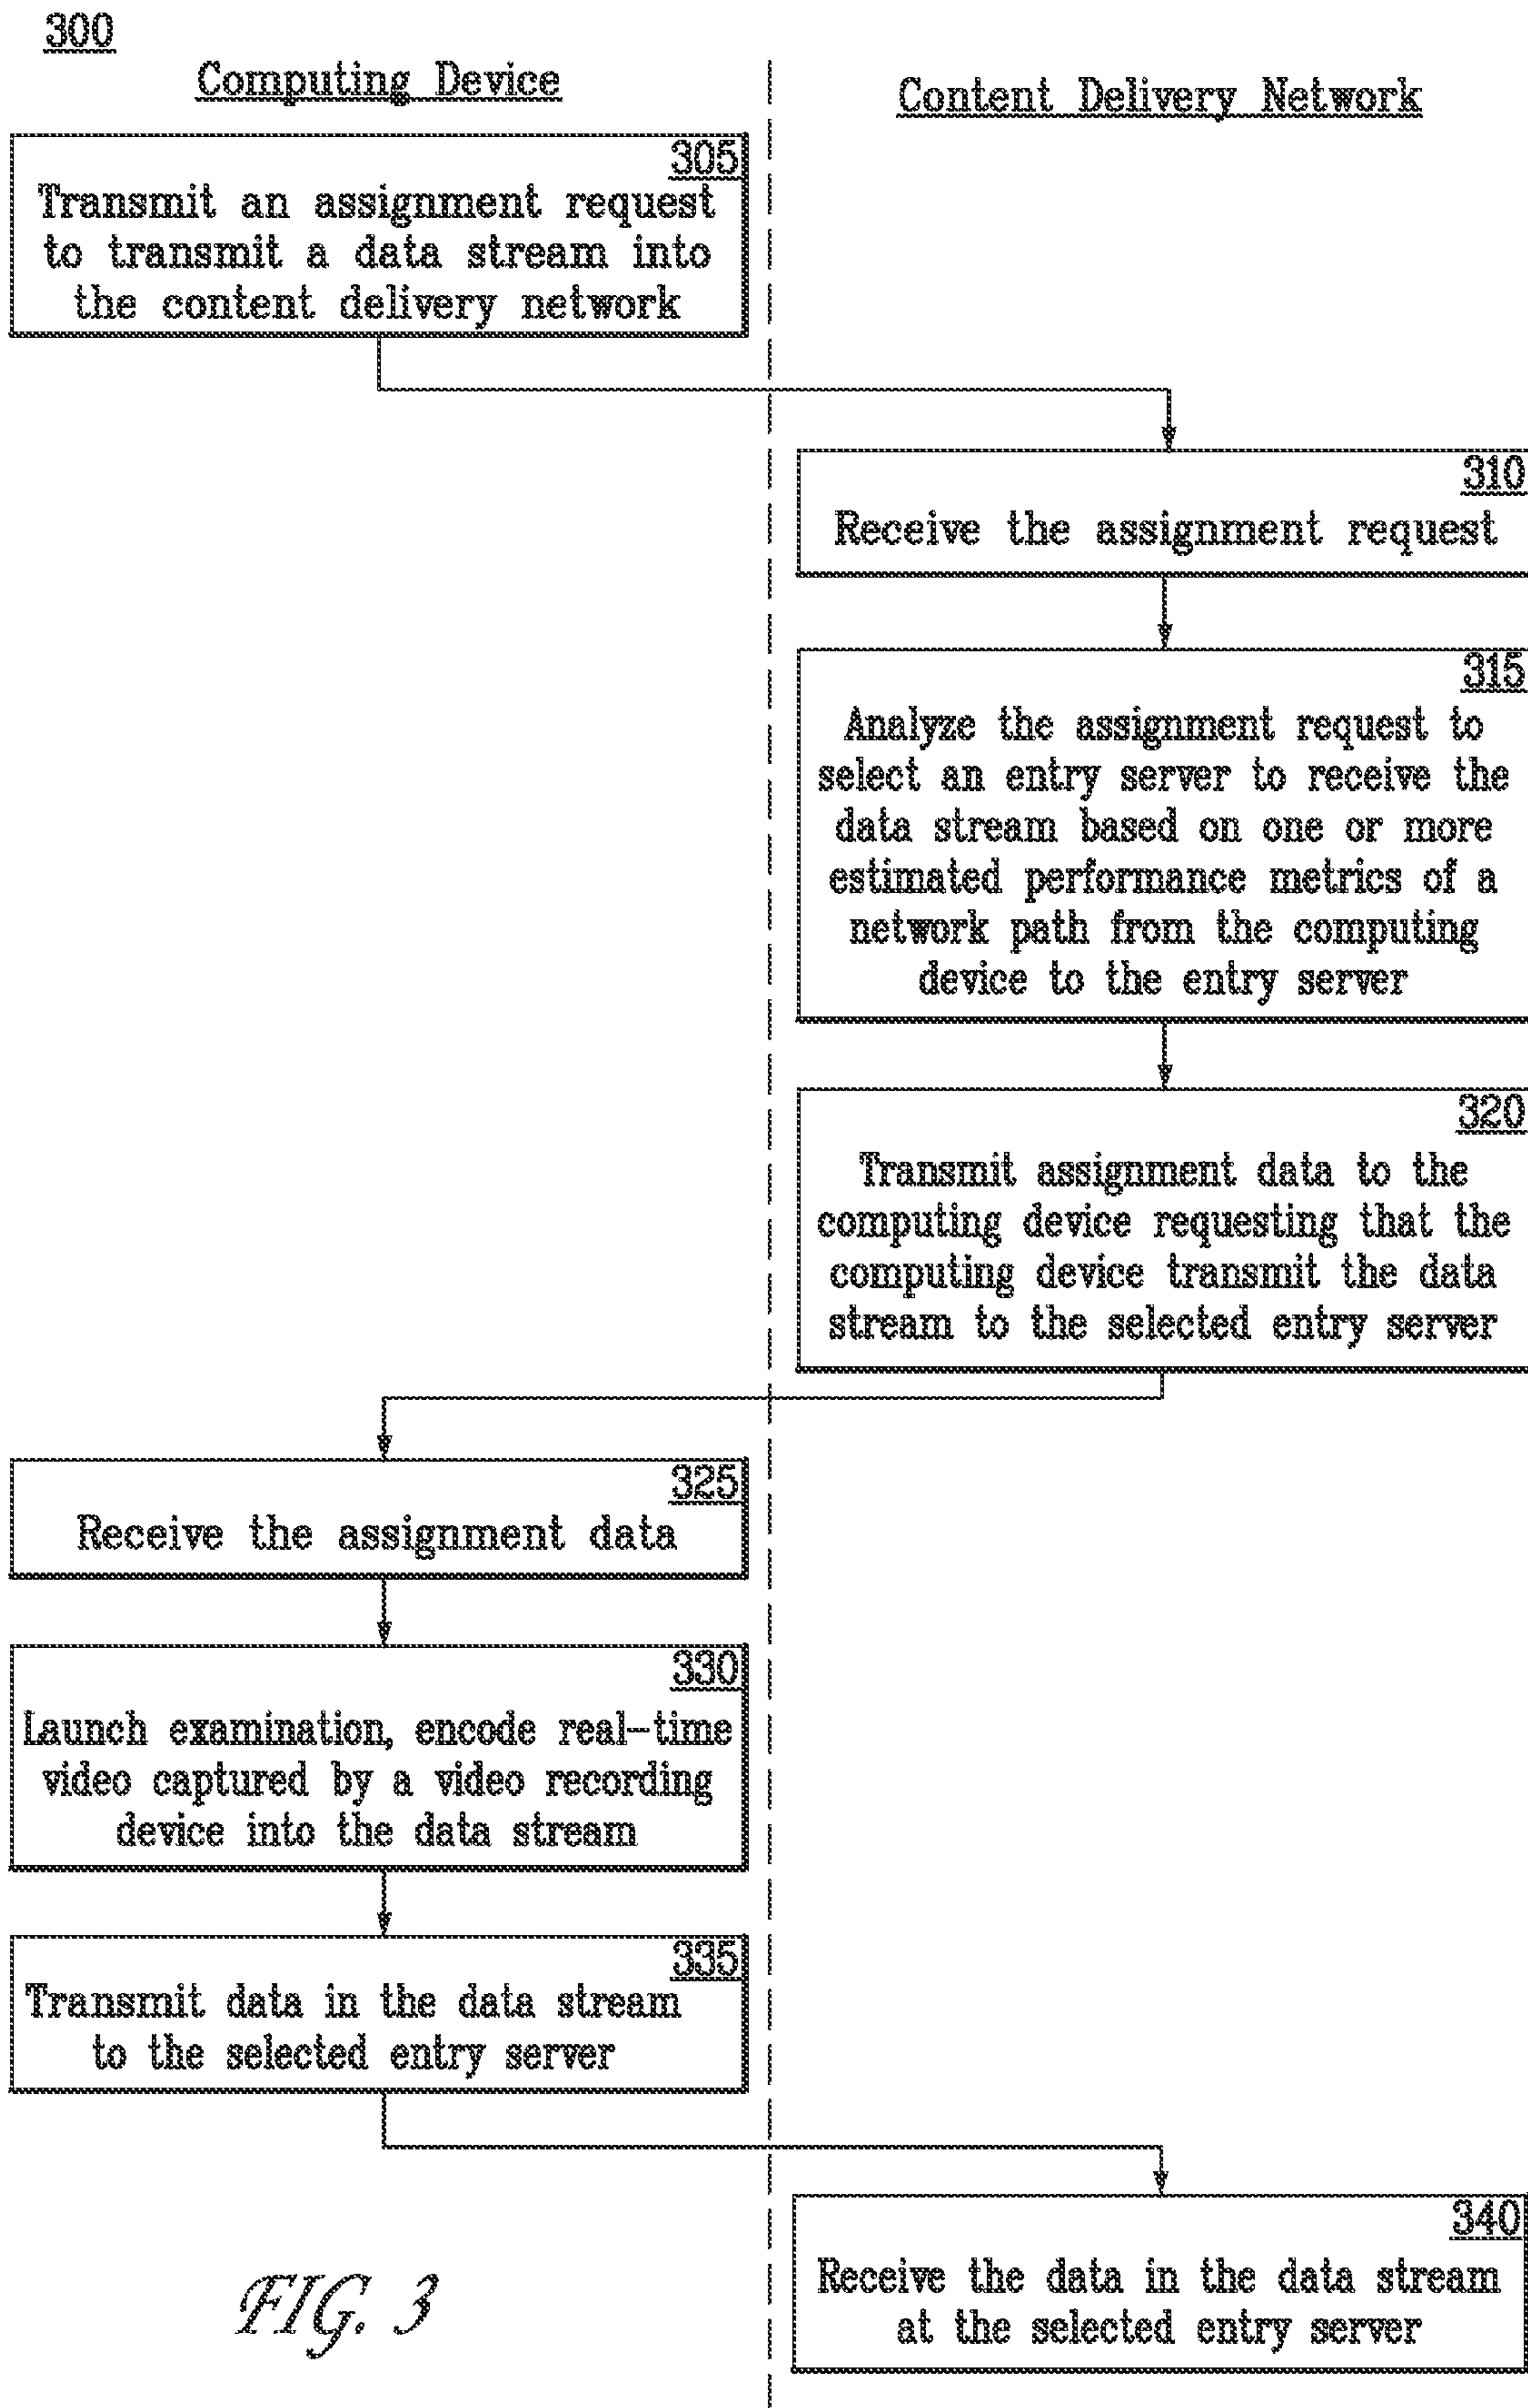 300
Computing Device
Content Delivery Network
305
Transmit an assignment request
to transmit a data stream into
the content delivery network
310
Receive the assignment request
315
Analyze the assignment request to
select an entry server to receive the
data stream based on one or more
estimated performance metrics of a
network path from the computing
device to the entry server
320
Transmit assignment data to the
computing device requesting that the
computing device transmit the data
stream to the selected entry server
325
Receive the assignment data
330
Launch examination, encode real-time
video captured by a video recording
device into the data stream
335
Transmit data in the data stream
to the selected entry server
340
Receive the data in the data stream
at the selected entry server
FIG. 3